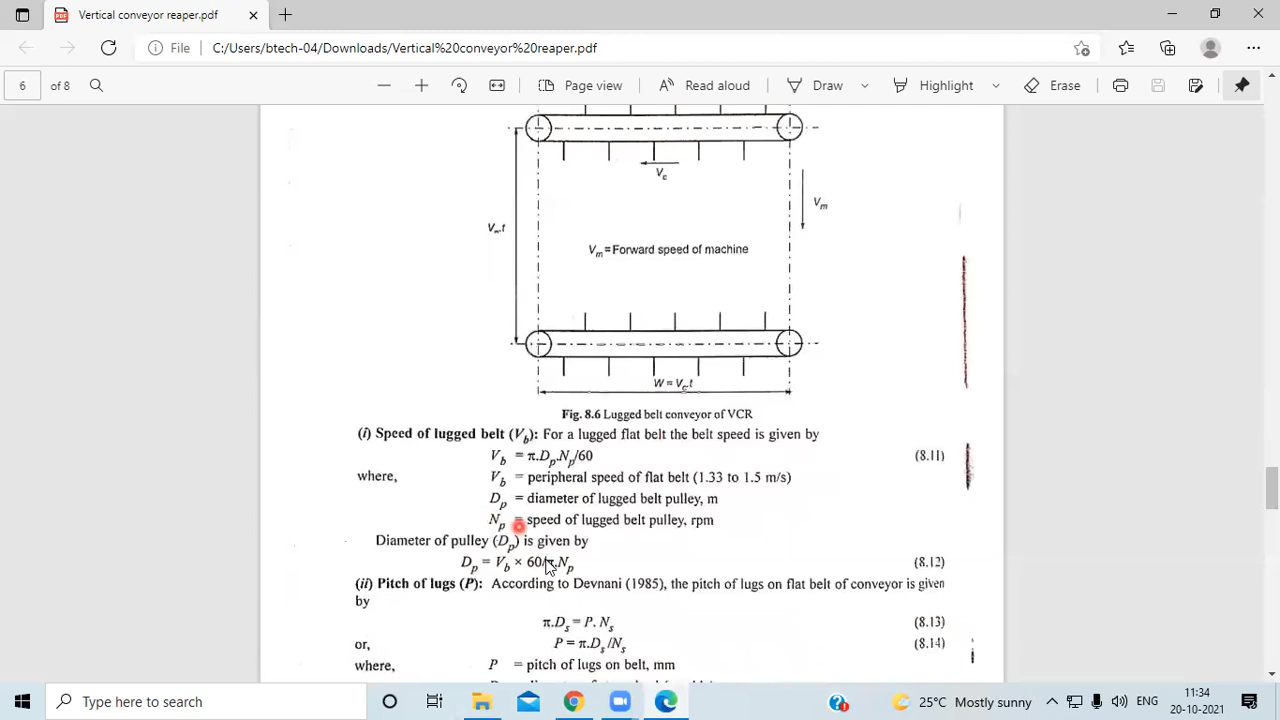 Vertical conveyor reaper.pdf
File C:/Users/btech-04/Downloads/Vertical%20conveyor%20reaper.pdf
6 of 8 Page view Read aloud Draw Highlight Erase
Vc
Vm
Vm.t
Vm = Forward speed of machine
W = Vc.t
Fig. 8.6 Lugged belt conveyor of VCR
(i) Speed of lugged belt (Vb): For a lugged flat belt the belt speed is given by
Vb = π.Dp.Np/60 (8.11)
where, Vb = peripheral speed of flat belt (1.33 to 1.5 m/s)
Dp = diameter of lugged belt pulley, m
Np = speed of lugged belt pulley, rpm
Diameter of pulley (Dp) is given by
Dp = Vb × 60/π.Np (8.12)
(ii) Pitch of lugs (P): According to Devnani (1985), the pitch of lugs on flat belt of conveyor is given
by
π.Ds = P. Ns (8.13)
or, P = π.Ds/Ns (8.14)
where, P = pitch of lugs on belt, mm
Type here to search
25°C Mostly sunny
ENG
11:34
20-10-2021